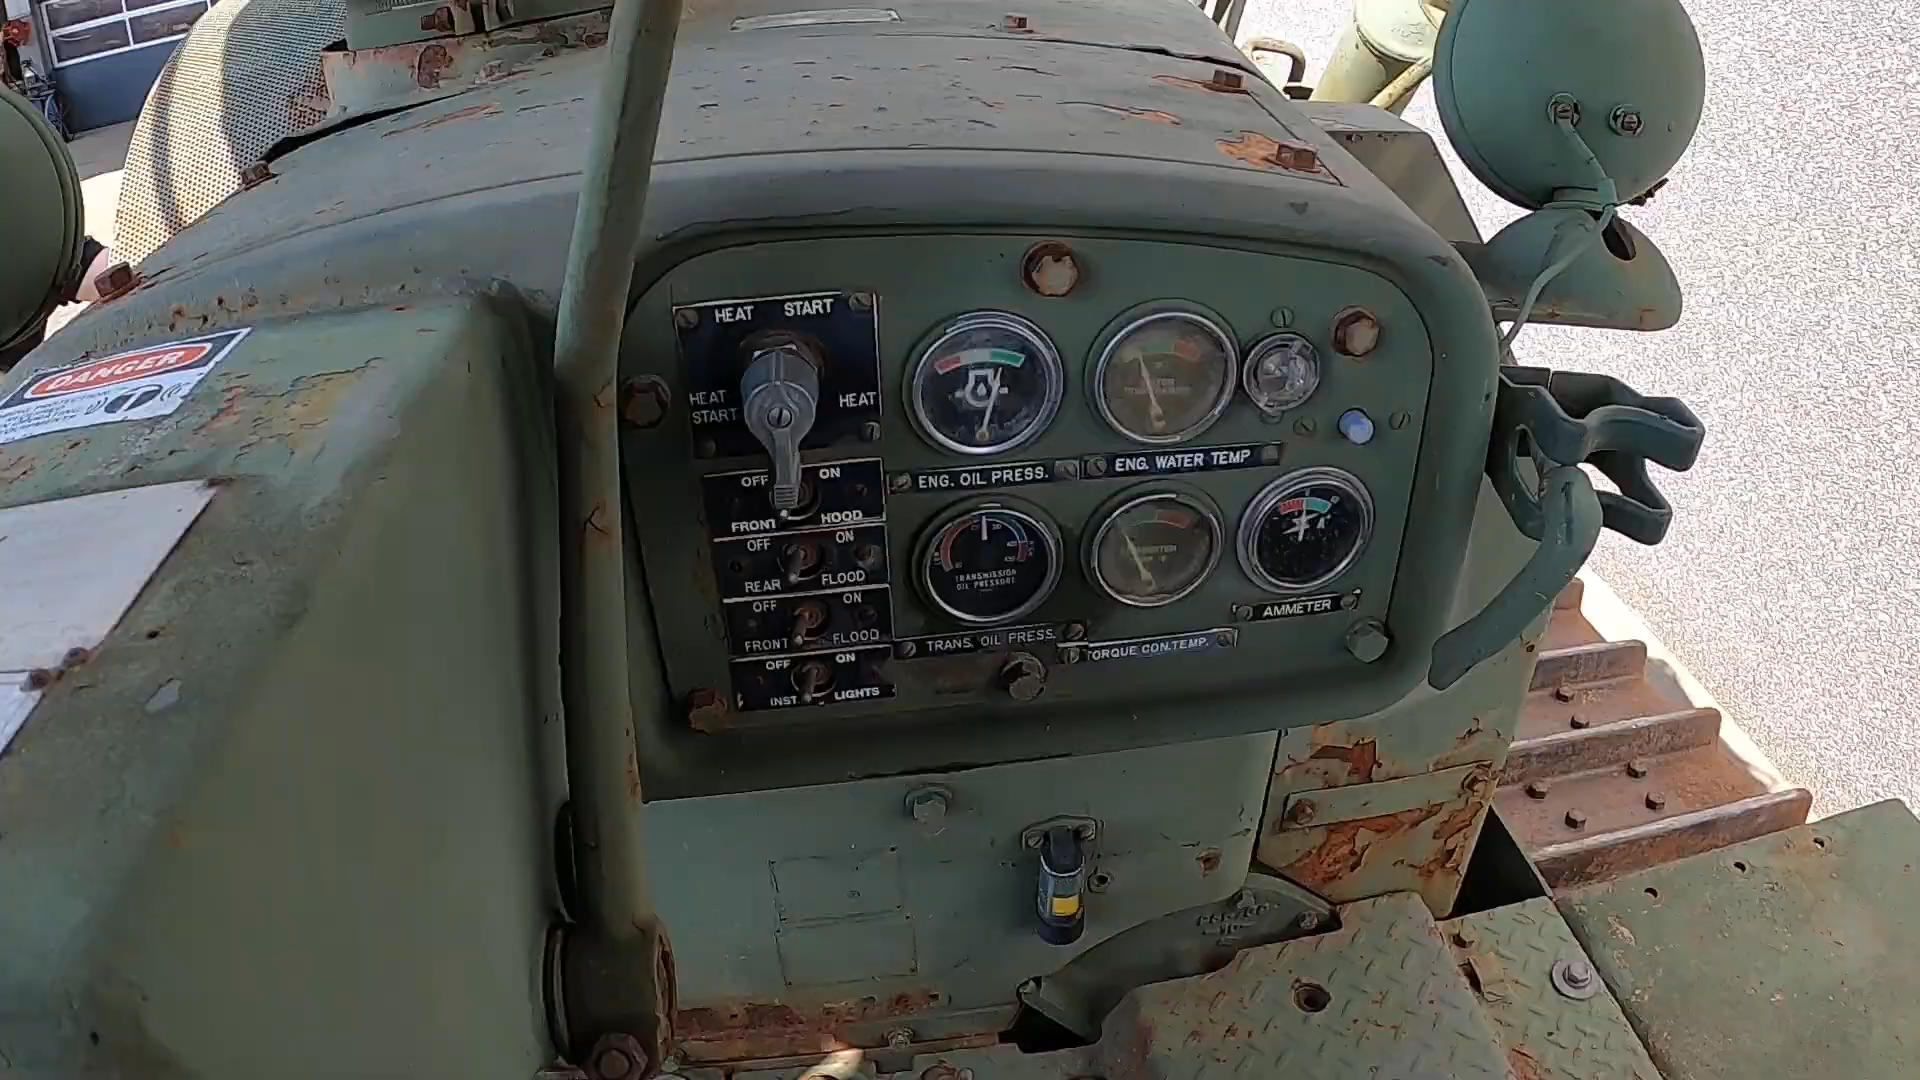 DANGER
HEAT START
HEAT
START
HEAT
OFF ON
FRONT HOOD
OFF ON
REAR FLOOD
OFF ON
FRONT FLOOD
OFF ON
INST LIGHTS
ENG. OIL PRESS.
ENG. WATER TEMP
TRANSMISSION
OIL PRESSURE
TRANS. OIL PRESS.
TORQUE CON.TEMP.
AMMETER